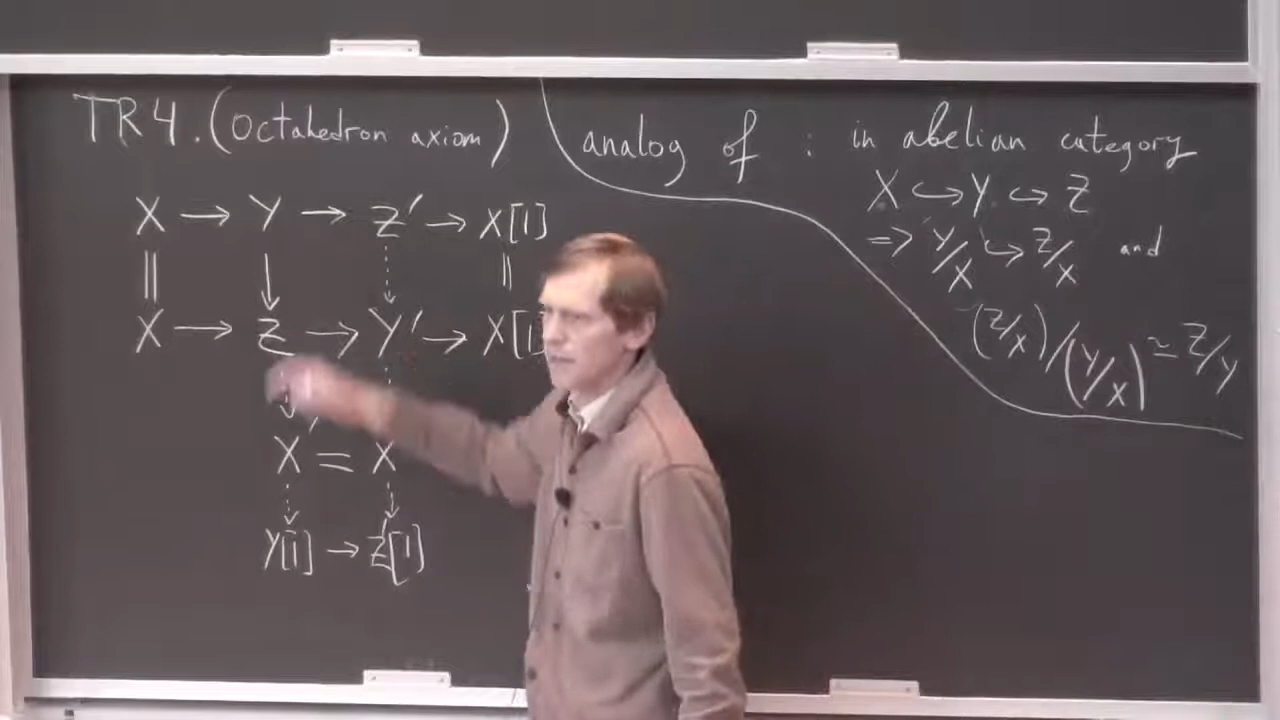 TR4. (Octahedron axiom)
X → Y → Z' → X[1]
X → Z → Y' → X[1
X' = X
Y[1] → Z'[1]
analog of : in abelian category
X ↪ Y ↪ Z
⇒ Y/X ↪ Z/X and
(Z/X)/(Y/X) ≃ Z/Y